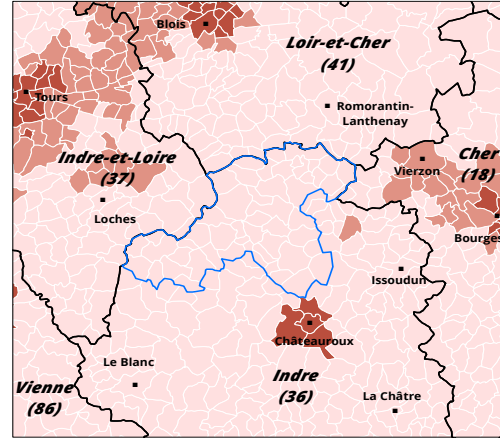 Blois
Loir-et-Cher
(41)
Tours
Romorantin-
Lanthenay
Indre-et-Loire
(37)
Cher
(18)
Vierzon
Loches
Bourges
Issoudun
Châteauroux
Le Blanc
Indre
(36)
Vienne
(86)
La Châtre